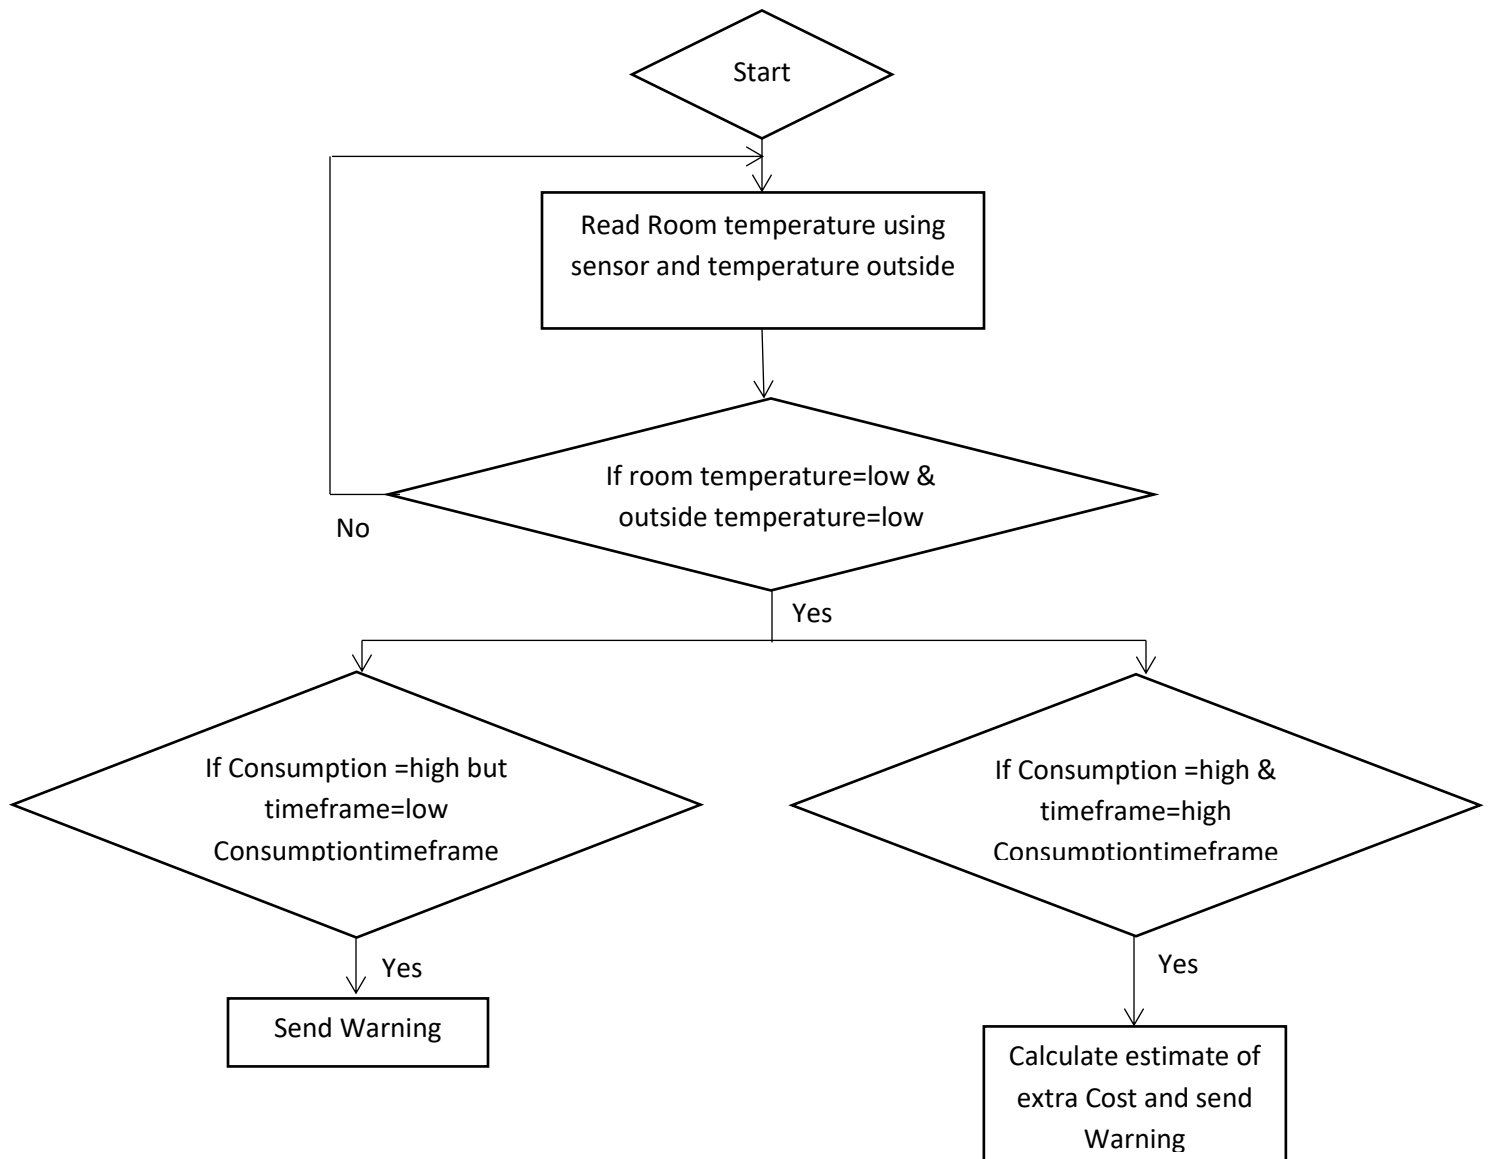 Start
Read Room temperature using
sensor and temperature outside
If room temperature=low &
outside temperature=low
No
Yes
If Consumption =high but
timeframe=low
Consumptiontimeframe
If Consumption =high &
timeframe=high
Consumptiontimeframe
Yes
Yes
Send Warning
Calculate estimate of
extra Cost and send
Warning